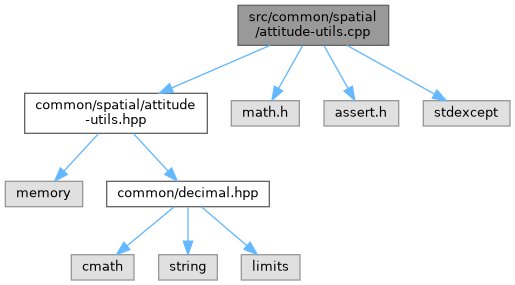 src/common/spatial
/attitude-utils.cpp
common/spatial/attitude
-utils.hpp
math.h
assert.h
stdexcept
memory
common/decimal.hpp
cmath
string
limits